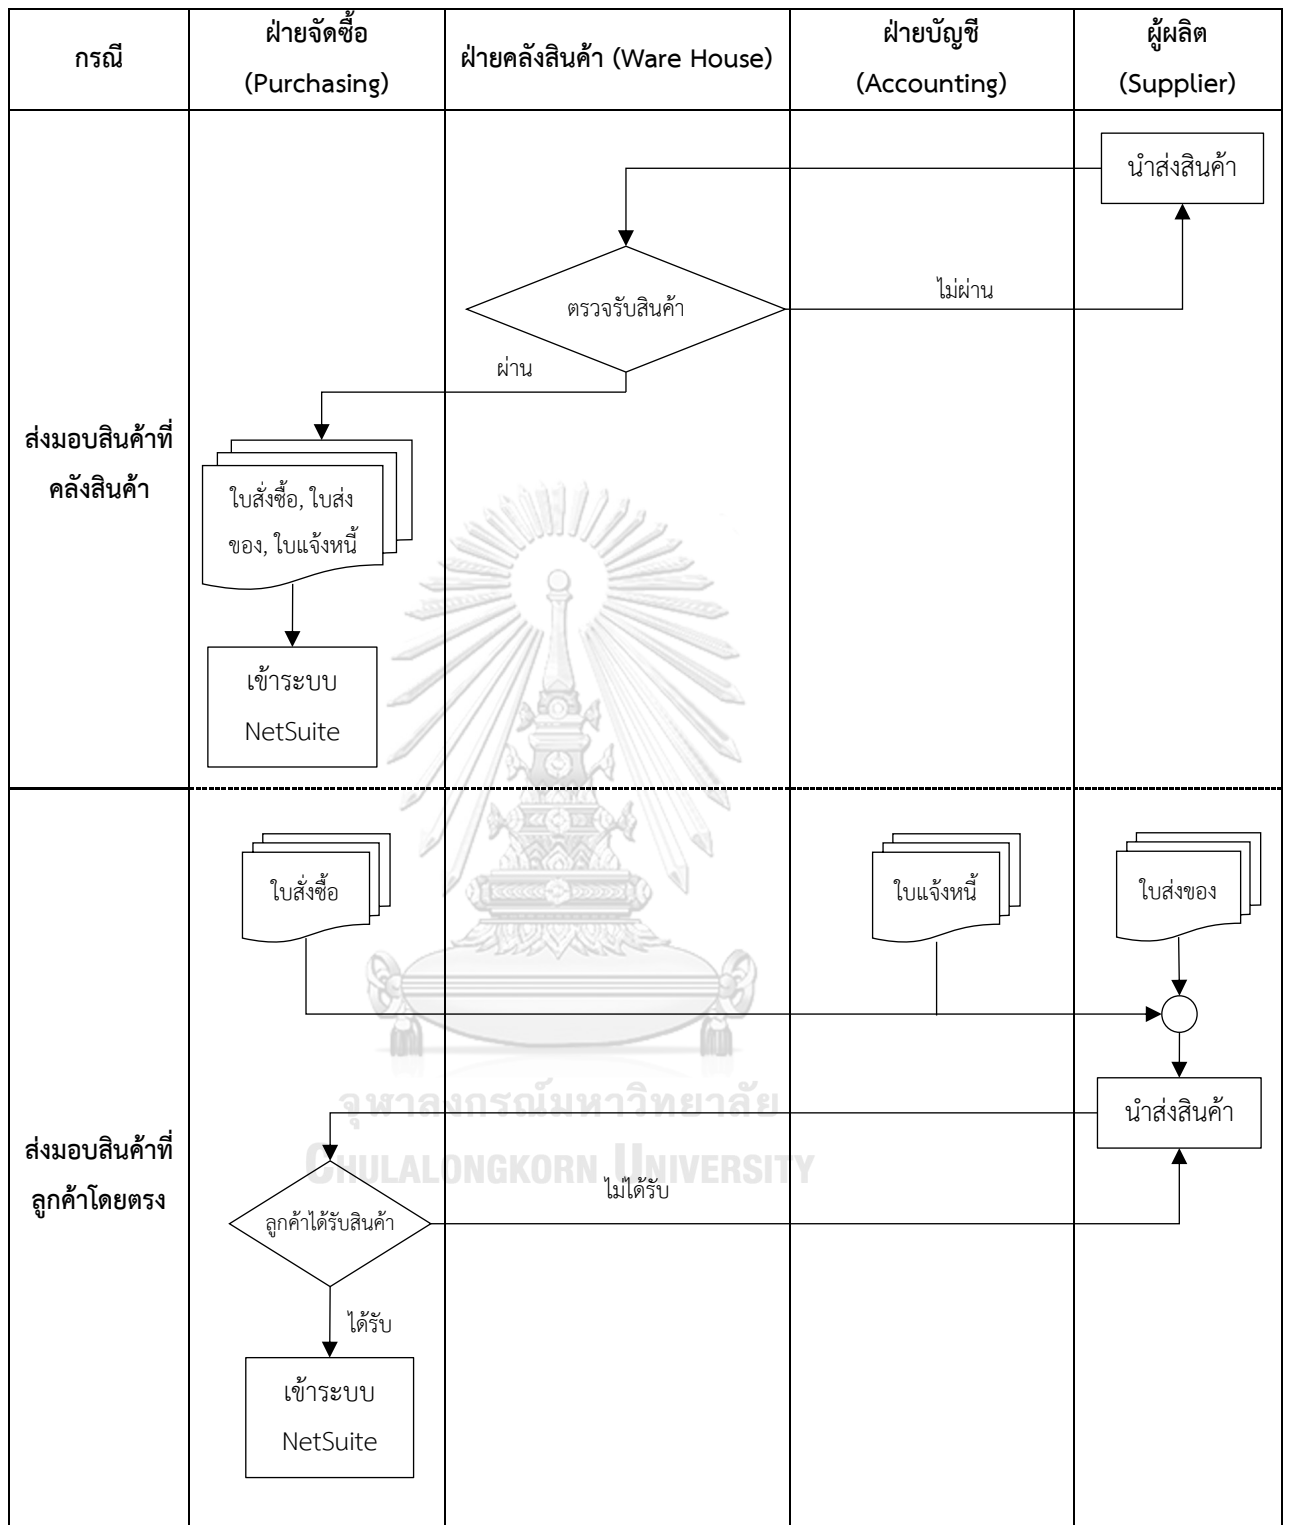 กรณี
ฝ่ายจัดซื้อ
(Purchasing)
ฝ่ายคลังสินค้า (Ware House)
ฝ่ายบัญชี
(Accounting)
ผู้ผลิต
(Supplier)
นำส่งสินค้า
ตรวจรับสินค้า
ไม่ผ่าน
ผ่าน
ส่งมอบสินค้าที่
คลังสินค้า
ใบสั่งซื้อ, ใบส่ง
ของ, ใบแจ้งหนี้
เข้าระบบ
NetSuite
ใบสั่งซื้อ
ใบแจ้งหนี้
ใบส่งของ
จุฬาลงกรณ์มหาวิทยาลัย
CHULALONGKORN UNIVERSITY
นำส่งสินค้า
ส่งมอบสินค้าที่
ลูกค้าโดยตรง
ไม่ได้รับ
ลูกค้าได้รับสินค้า
ได้รับ
เข้าระบบ
NetSuite